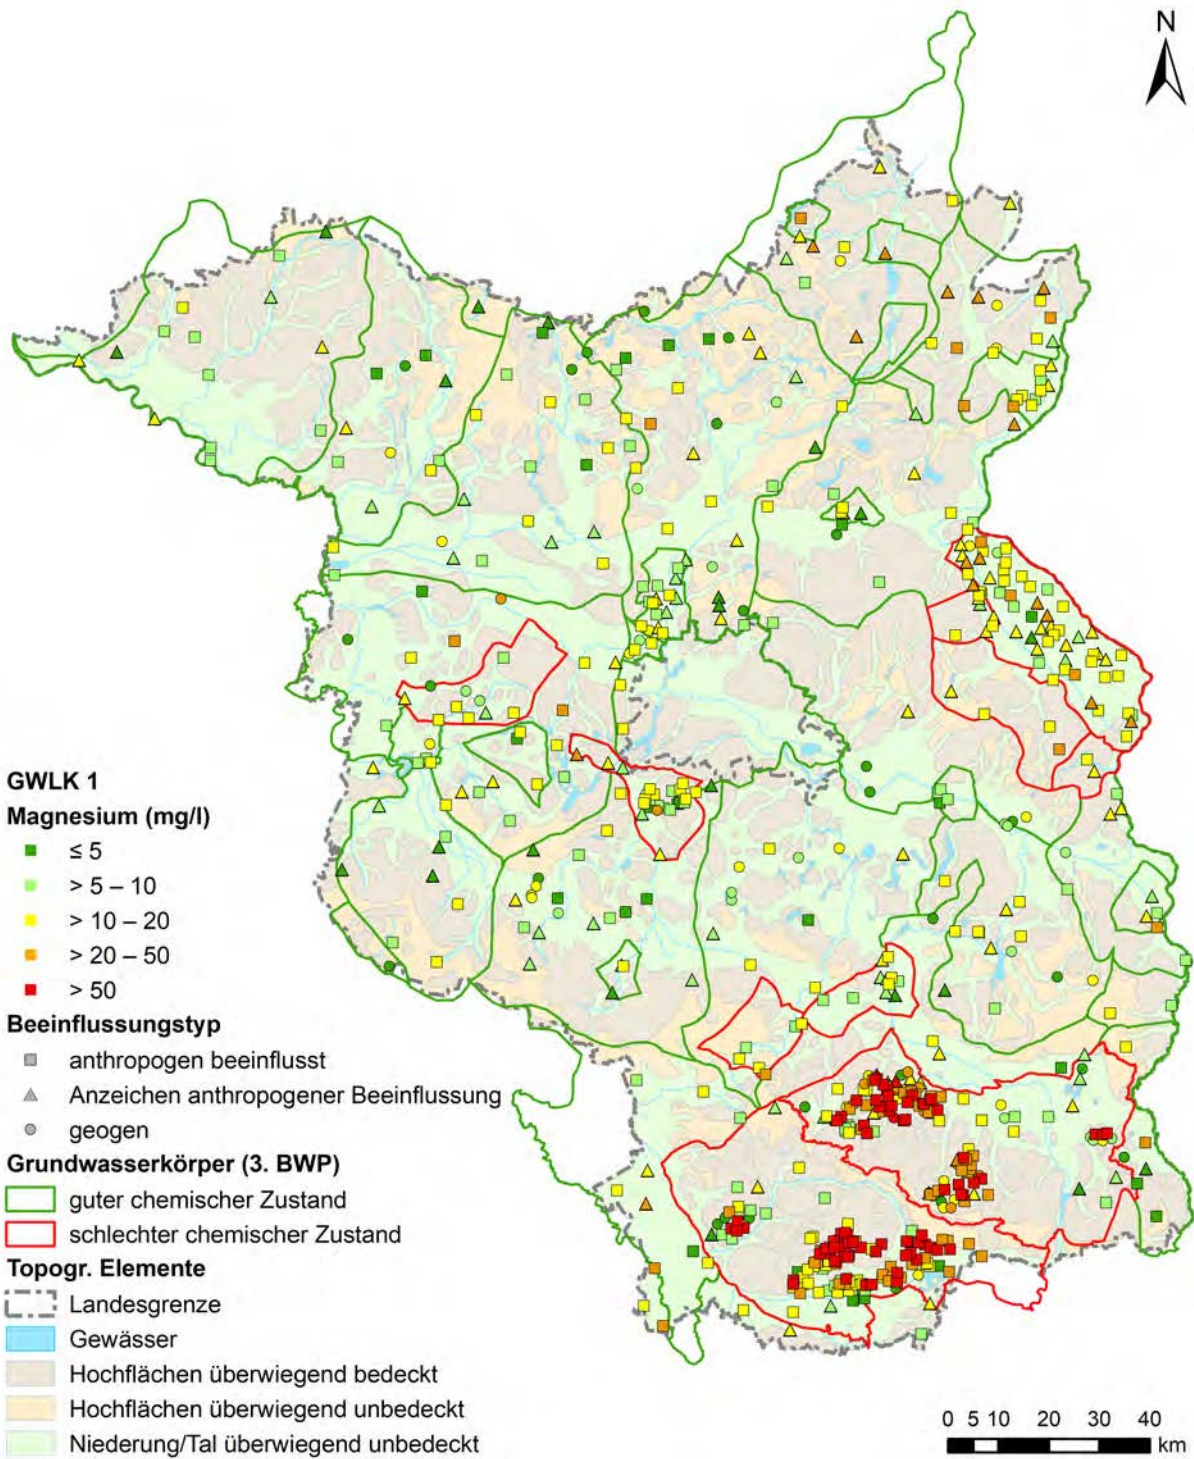 N
GWLK 1
Magnesium (mg/l)
≤ 5
> 5 – 10
> 10 – 20
> 20 – 50
> 50
Beeinflussungstyp
anthropogen beeinflusst
Anzeichen anthropogener Beeinflussung
geogen
Grundwasserkörper (3. BWP)
guter chemischer Zustand
schlechter chemischer Zustand
Topogr. Elemente
Landesgrenze
Gewässer
Hochflächen überwiegend bedeckt
Hochflächen überwiegend unbedeckt
Niederung/Tal überwiegend unbedeckt
0 5 10 20 30 40
km